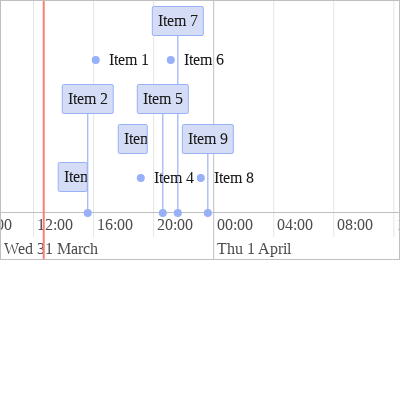 Item 7
Item 1
Item 6
Item 2
Item 5
Item 9
Item 4
Item 8
12:00
16:00
20:00
00:00
04:00
08:00
Wed 31 March
Thu 1 April